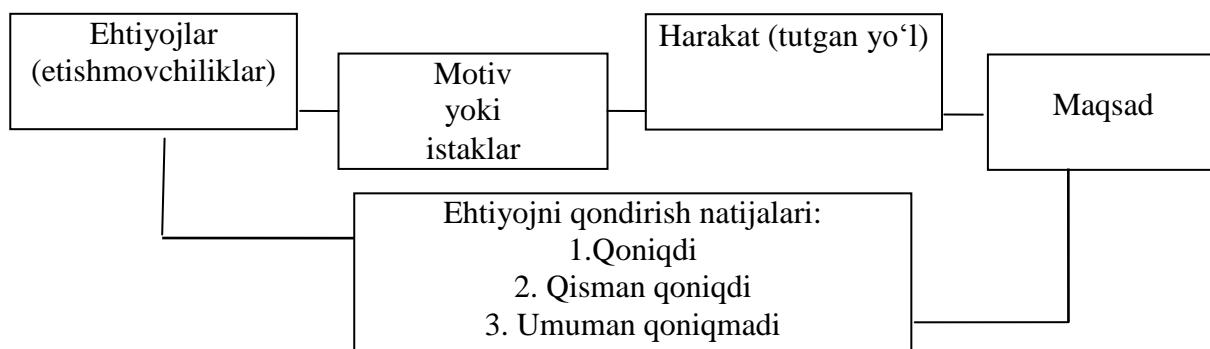 Ehtiyojlar
(etishmovchiliklar)
Motiv
yoki
istaklar
Harakat (tutgan yo‘l)
Maqsad
Ehtiyojni qondirish natijalari:
1.Qoniqdi
2. Qisman qoniqdi
3. Umuman qoniqmadi